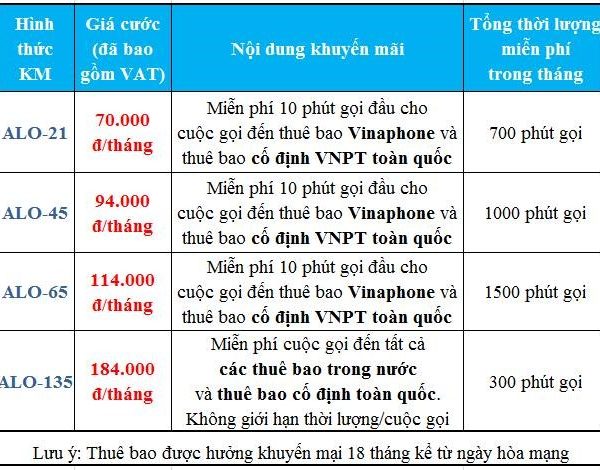 Hình thức KM
Giá cước (đã bao gồm VAT)
Nội dung khuyến mãi
Tổng thời lượng miễn phí trong tháng
ALO-21
70.000 đ/tháng
Miễn phí 10 phút gọi đầu cho
cuộc gọi đến thuê bao Vinaphone và
thuê bao cố định VNPT toàn quốc
700 phút gọi
ALO-45
94.000 đ/tháng
Miễn phí 10 phút gọi đầu cho
cuộc gọi đến thuê bao Vinaphone và
thuê bao cố định VNPT toàn quốc
1000 phút gọi
ALO-65
114.000 đ/tháng
Miễn phí 10 phút gọi đầu cho
cuộc gọi đến thuê bao Vinaphone và
thuê bao cố định VNPT toàn quốc
1500 phút gọi
ALO-135
184.000 đ/tháng
Miễn phí cuộc gọi đến tất cả
các thuê bao trong nước
và thuê bao cố định toàn quốc.
Không giới hạn thời lượng/cuộc gọi
300 phút gọi
Lưu ý: Thuê bao được hưởng khuyến mại 18 tháng kể từ ngày hòa mạng